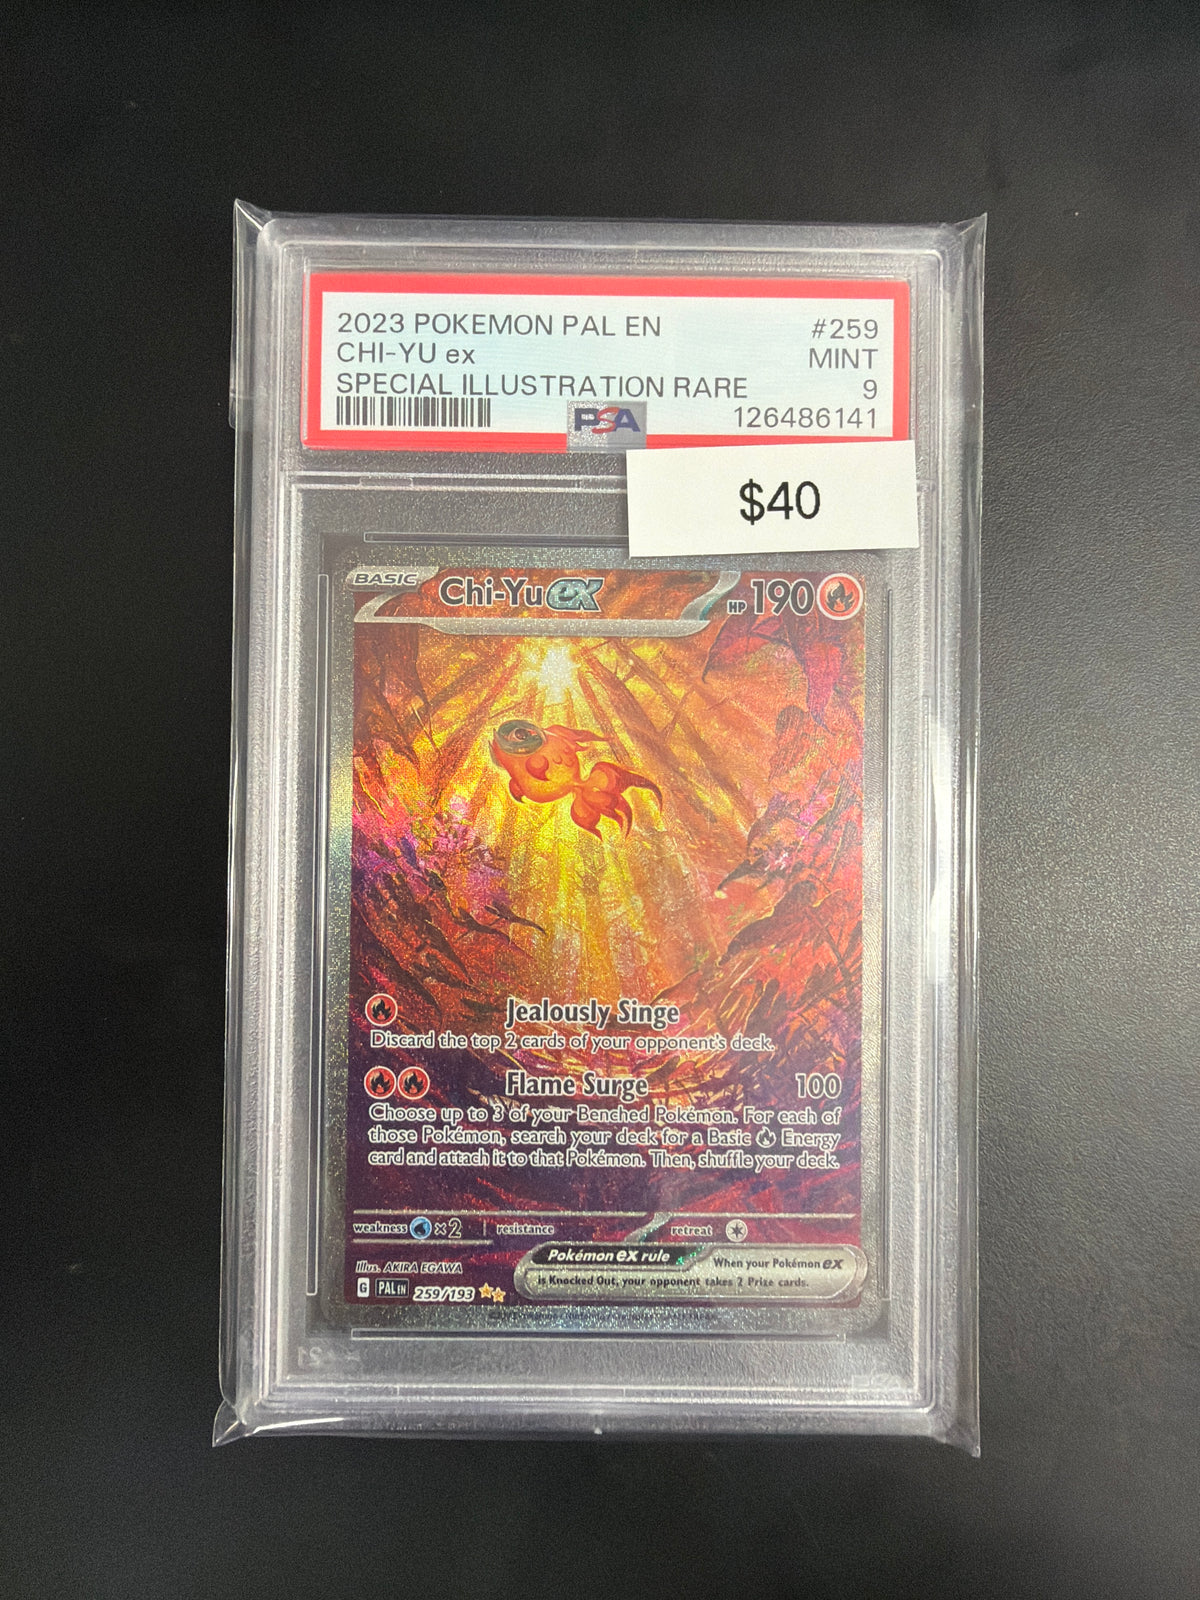 2023 POKEMON PAL EN #259
CHI-YU ex MINT
SPECIAL ILLUSTRATION RARE 9
PSA 126486141
$40
BASIC Chi-Yu ex HP 190
Jealously Singe
Discard the top 2 cards of your opponent's deck.
Flame Surge 100
Choose up to 3 of your Benched Pokémon. For each of
those Pokémon, search your deck for a Basic Energy
card and attach it to that Pokémon. Then, shuffle your deck.
weakness ×2 resistance retreat
Pokémon ex rule When your Pokémon ex
is Knocked Out, your opponent takes 2 Prize cards.
Illus. AKIRA EGAWA
G PAL EN 259/193